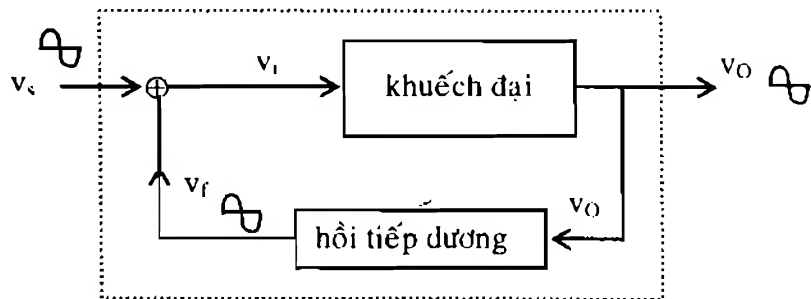 vs
vi
khuếch đại
vO
vf
vO
hồi tiếp dương